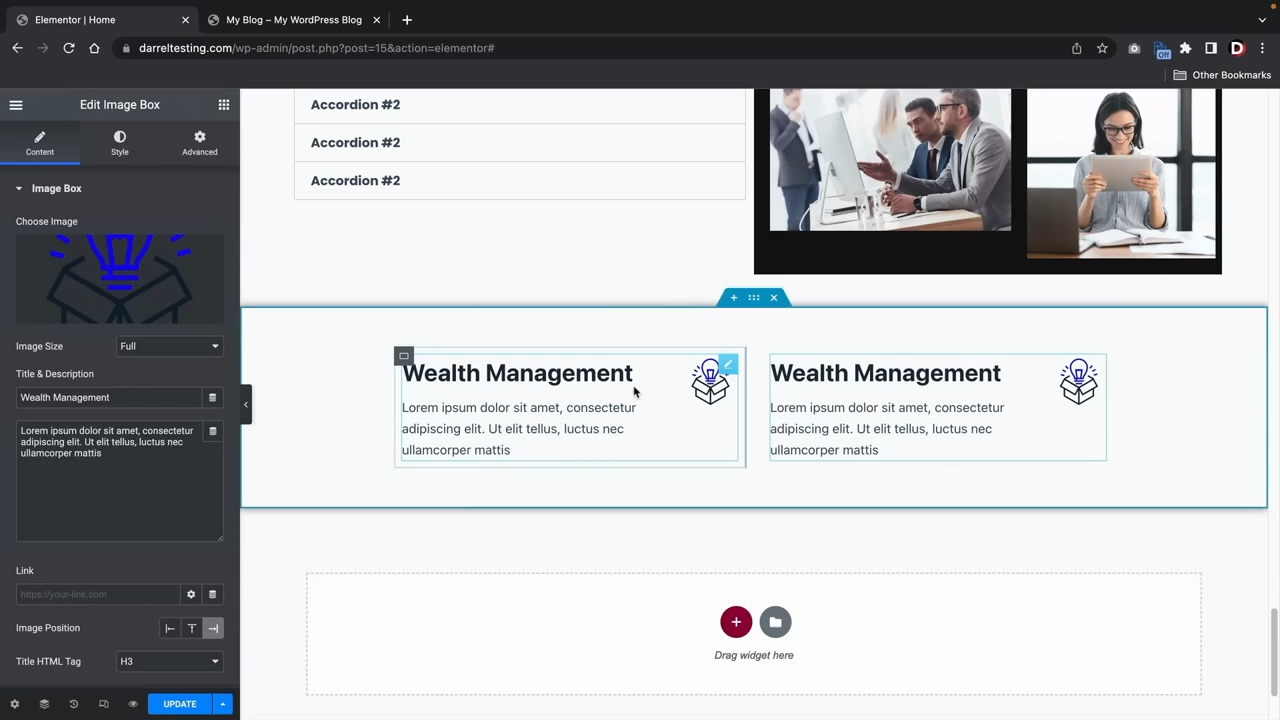 Elementor | Home
My Blog – My WordPress Blog
darreltesting.com/wp-admin/post.php?post=15&action=elementor#
Off
D
Other Bookmarks
Edit Image Box
Content
Style
Advanced
Image Box
Choose Image
Image Size
Full
Title & Description
Wealth Management
Lorem ipsum dolor sit amet, consectetur
adipiscing elit. Ut elit tellus, luctus nec
ullamcorper mattis
Link
https://your-link.com
Image Position
Title HTML Tag
H3
UPDATE
Accordion #2
Accordion #2
Accordion #2
Wealth Management
Lorem ipsum dolor sit amet, consectetur
adipiscing elit. Ut elit tellus, luctus nec
ullamcorper mattis
Wealth Management
Lorem ipsum dolor sit amet, consectetur
adipiscing elit. Ut elit tellus, luctus nec
ullamcorper mattis
Drag widget here